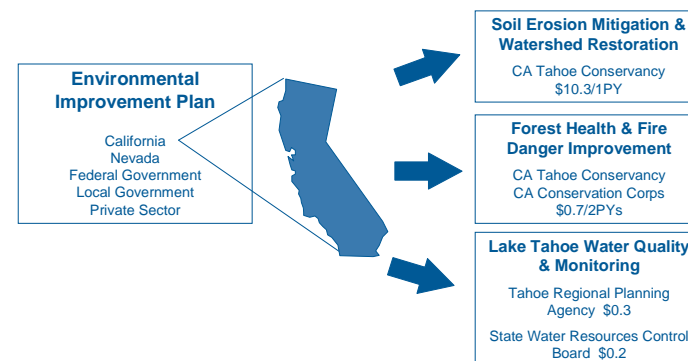 Environmental
Improvement Plan
California
Nevada
Federal Government
Local Government
Private Sector
Soil Erosion Mitigation &
Watershed Restoration
CA Tahoe Conservancy
$10.3/1PY
Forest Health & Fire
Danger Improvement
CA Tahoe Conservancy
CA Conservation Corps
$0.7/2PYs
Lake Tahoe Water Quality
& Monitoring
Tahoe Regional Planning
Agency $0.3
State Water Resources Control
Board $0.2